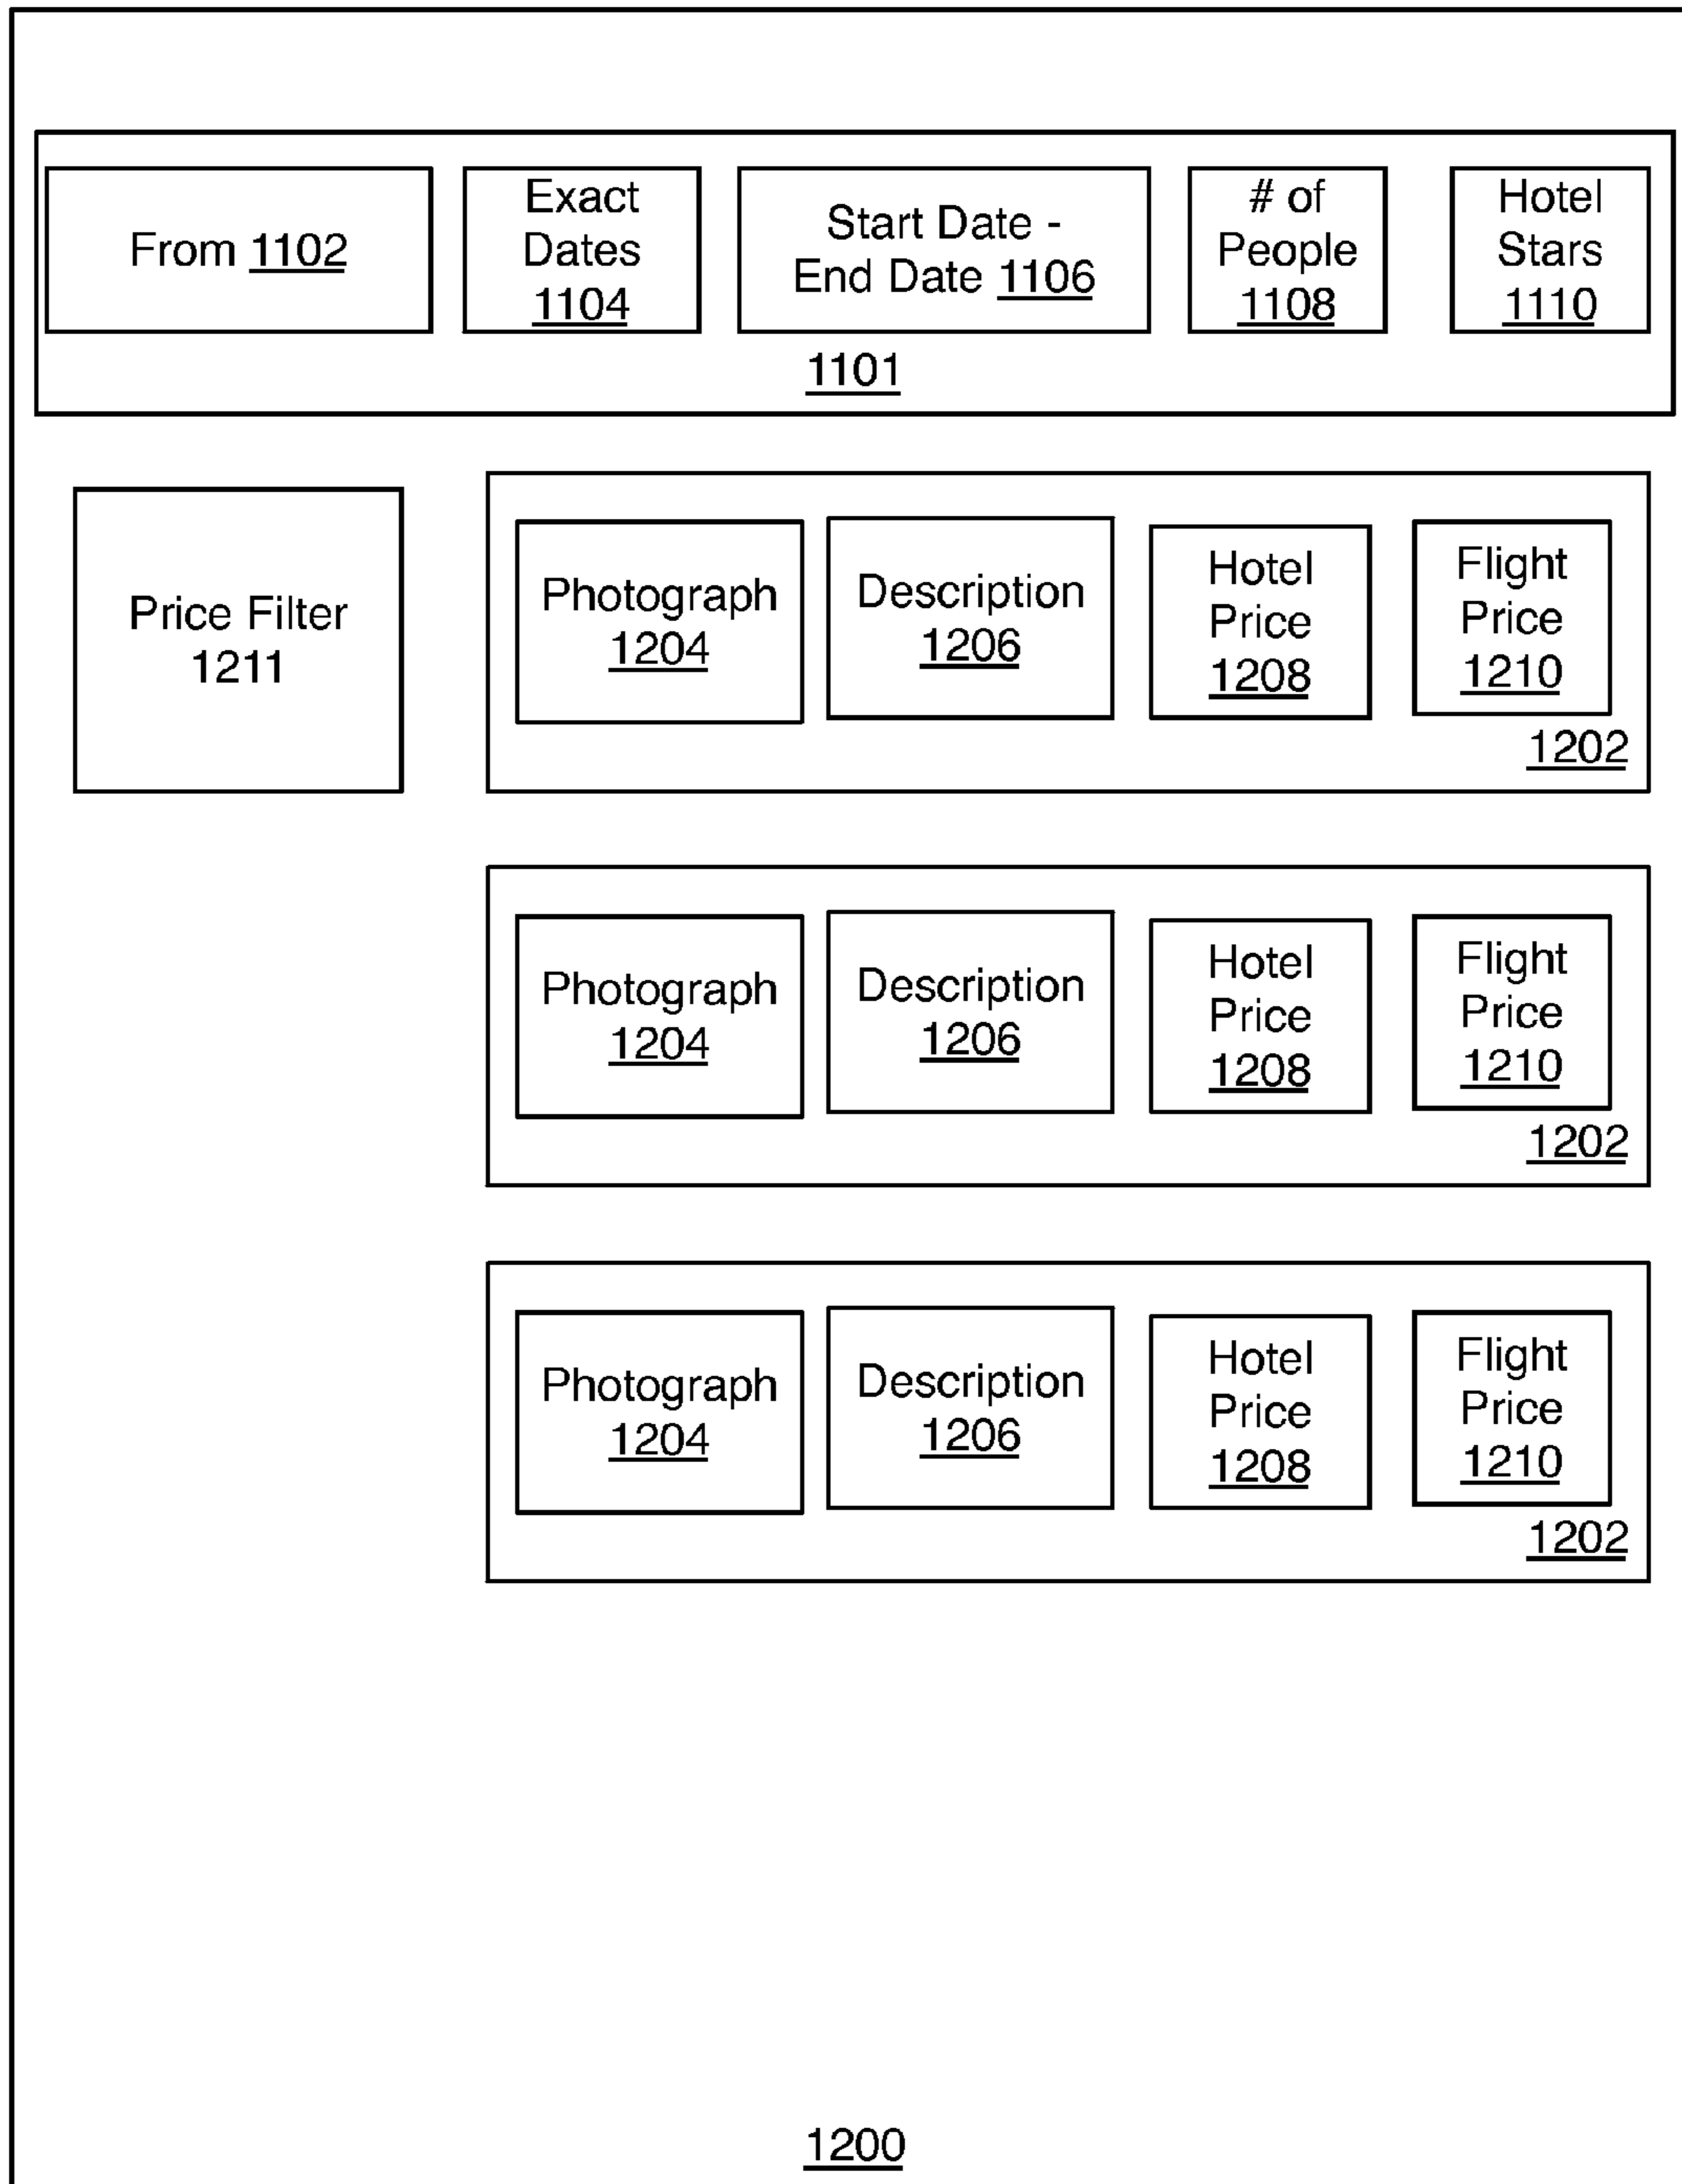 From 1102
Exact
Dates
1104
Start Date -
End Date 1106
# of
People
1108
Hotel
Stars
1110
1101
Price Filter
1211
Photograph
1204
Description
1206
Hotel
Price
1208
Flight
Price
1210
1202
Photograph
1204
Description
1206
Hotel
Price
1208
Flight
Price
1210
1202
Photograph
1204
Description
1206
Hotel
Price
1208
Flight
Price
1210
1202
1200